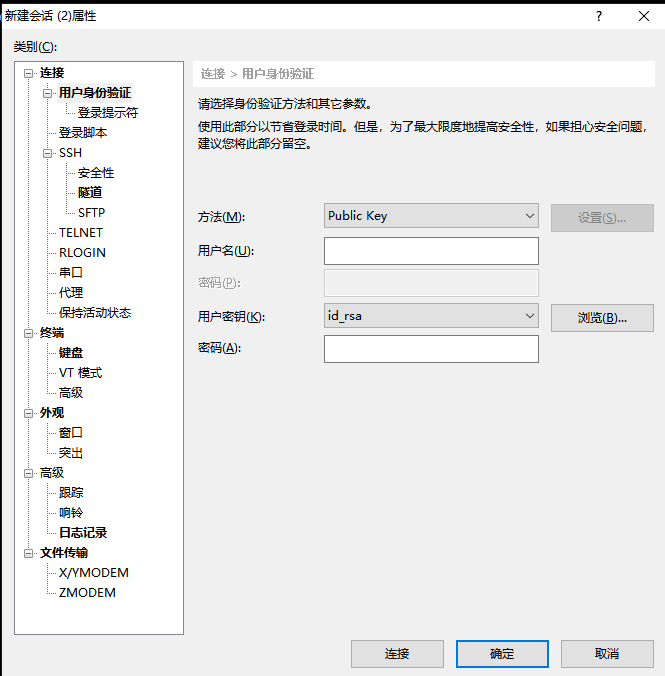 新建会话 (2)属性
?
类别(C):
连接
用户身份验证
登录提示符
登录脚本
SSH
安全性
隧道
SFTP
TELNET
RLOGIN
串口
代理
保持活动状态
终端
键盘
VT 模式
高级
外观
窗口
突出
高级
跟踪
响铃
日志记录
文件传输
X/YMODEM
ZMODEM
连接 > 用户身份验证
请选择身份验证方法和其它参数。
使用此部分以节省登录时间。但是，为了最大限度地提高安全性，如果担心安全问题，
建议您将此部分留空。
方法(M):
Public Key
设置(S)...
用户名(U):
密码(P):
用户密钥(K):
id_rsa
浏览(B)...
密码(A):
连接
确定
取消